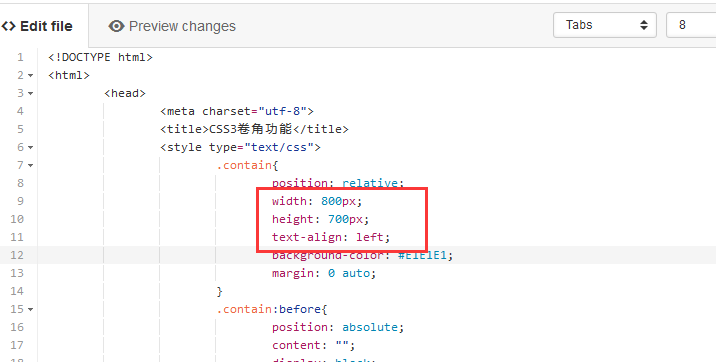 Edit file
Preview changes
Tabs
8
1 <!DOCTYPE html>
2 <html>
3 <head>
4 <meta charset="utf-8">
5 <title>CSS3卷角功能</title>
6 <style type="text/css">
7 .contain{
8 position: relative;
9 width: 800px;
10 height: 700px;
11 text-align: left;
12 background-color: #E1E1E1;
13 margin: 0 auto;
14 }
15 .contain:before{
16 position: absolute;
17 content: "";
18 display: block;